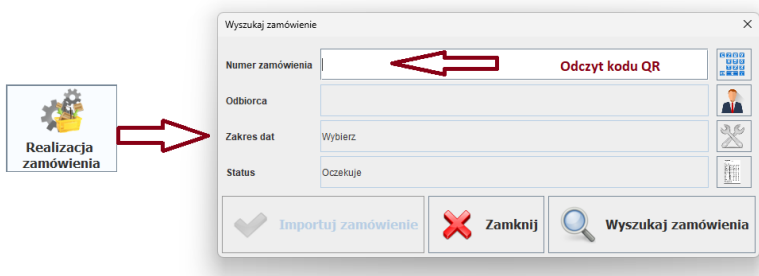 Wyszukaj zamówienie
Numer zamówienia
Odczyt kodu QR
Odbiorca
Zakres dat
Wybierz
Status
Oczekuje
Realizacja
zamówienia
Importuj zamówienie
Zamknij
Wyszukaj zamówienia